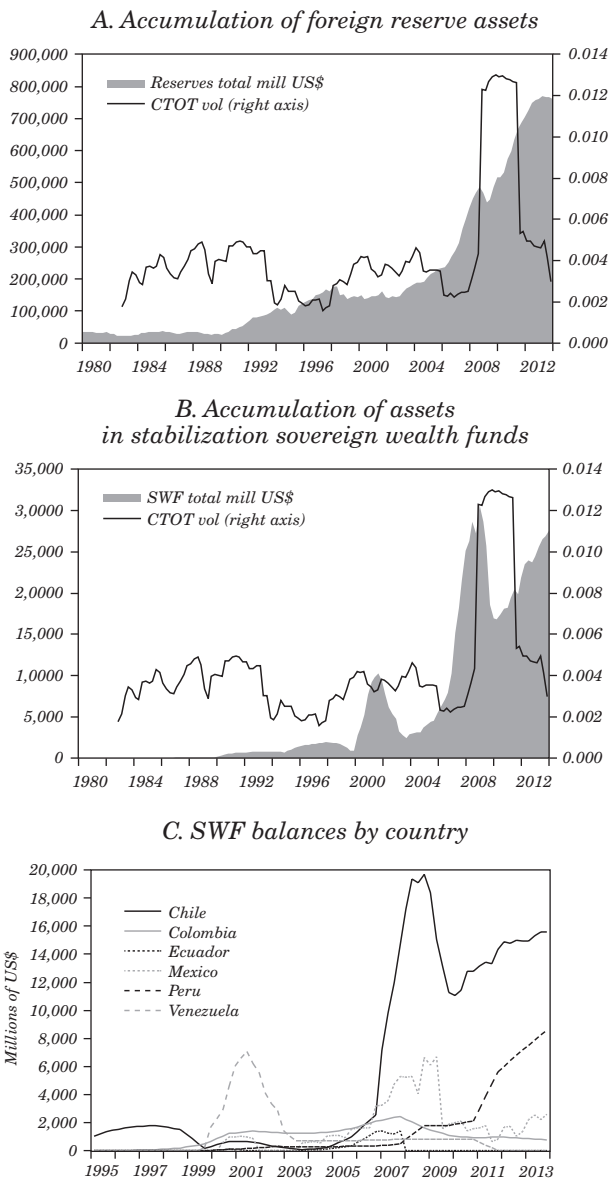 A. Accumulation of foreign reserve assets
900,000
800,000
700,000
600,000
500,000
400,000
300,000
200,000
100,000
0
Reserves total mill US$
CTOT vol (right axis)
0.014
0.012
0.010
0.008
0.006
0.004
0.002
0.000
1980 1984 1988 1992 1996 2000 2004 2008 2012
B. Accumulation of assets
in stabilization sovereign wealth funds
35,000
3,0000
25,000
2,0000
15,000
1,0000
5,000
0
SWF total mill US$
CTOT vol (right axis)
0.014
0.012
0.010
0.008
0.006
0.004
0.002
0.000
1980 1984 1988 1992 1996 2000 2004 2008 2012
C. SWF balances by country
Millions of US$
20,000
18,000
16,000
14,000
12,000
10,000
8,000
6,000
4,000
2,000
0
Chile
Colombia
Ecuador
Mexico
Peru
Venezuela
1995 1997 1999 2001 2003 2005 2007 2009 2011 2013